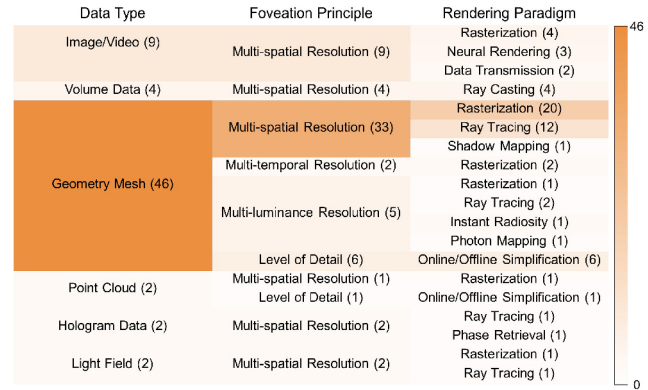 Data Type Foveation Principle Rendering Paradigm
Image/Video (9) Multi-spatial Resolution (9) Rasterization (4)
Neural Rendering (3)
Data Transmission (2)
Volume Data (4) Multi-spatial Resolution (4) Ray Casting (4)
Geometry Mesh (46) Multi-spatial Resolution (33) Rasterization (20)
Ray Tracing (12)
Shadow Mapping (1)
Multi-temporal Resolution (2) Rasterization (2)
Multi-luminance Resolution (5) Rasterization (1)
Ray Tracing (2)
Instant Radiosity (1)
Photon Mapping (1)
Level of Detail (6) Online/Offline Simplification (6)
Point Cloud (2) Multi-spatial Resolution (1) Rasterization (1)
Level of Detail (1) Online/Offline Simplification (1)
Hologram Data (2) Multi-spatial Resolution (2) Ray Tracing (1)
Phase Retrieval (1)
Light Field (2) Multi-spatial Resolution (2) Rasterization (1)
Ray Tracing (1)
46
0